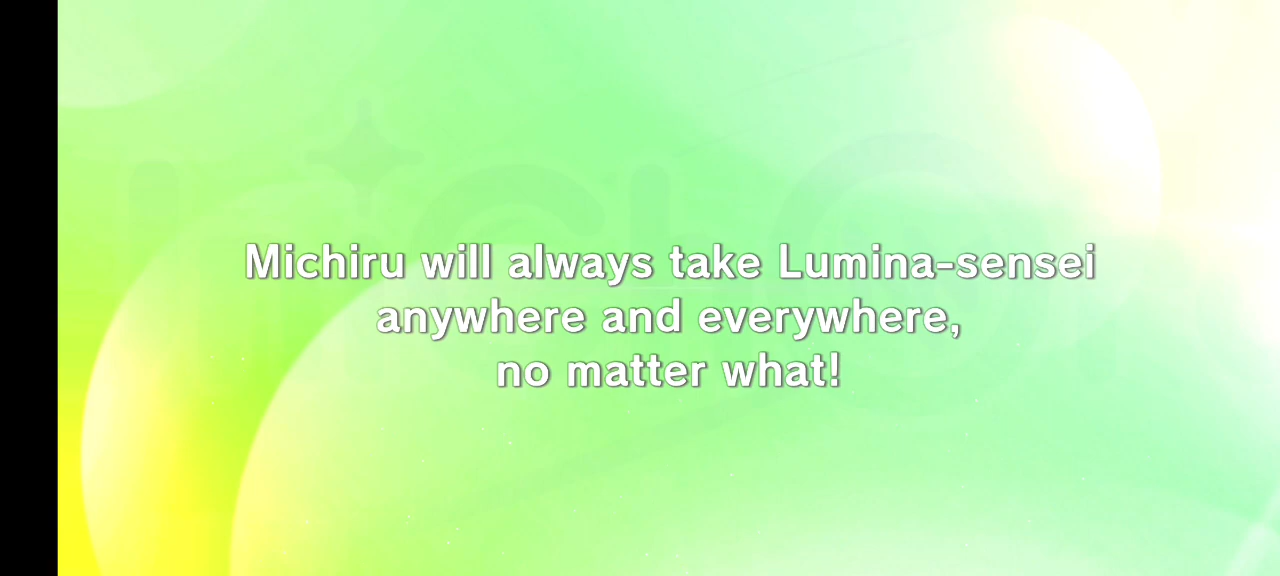 Michiru will always take Lumina-sensei
anywhere and everywhere,
no matter what!